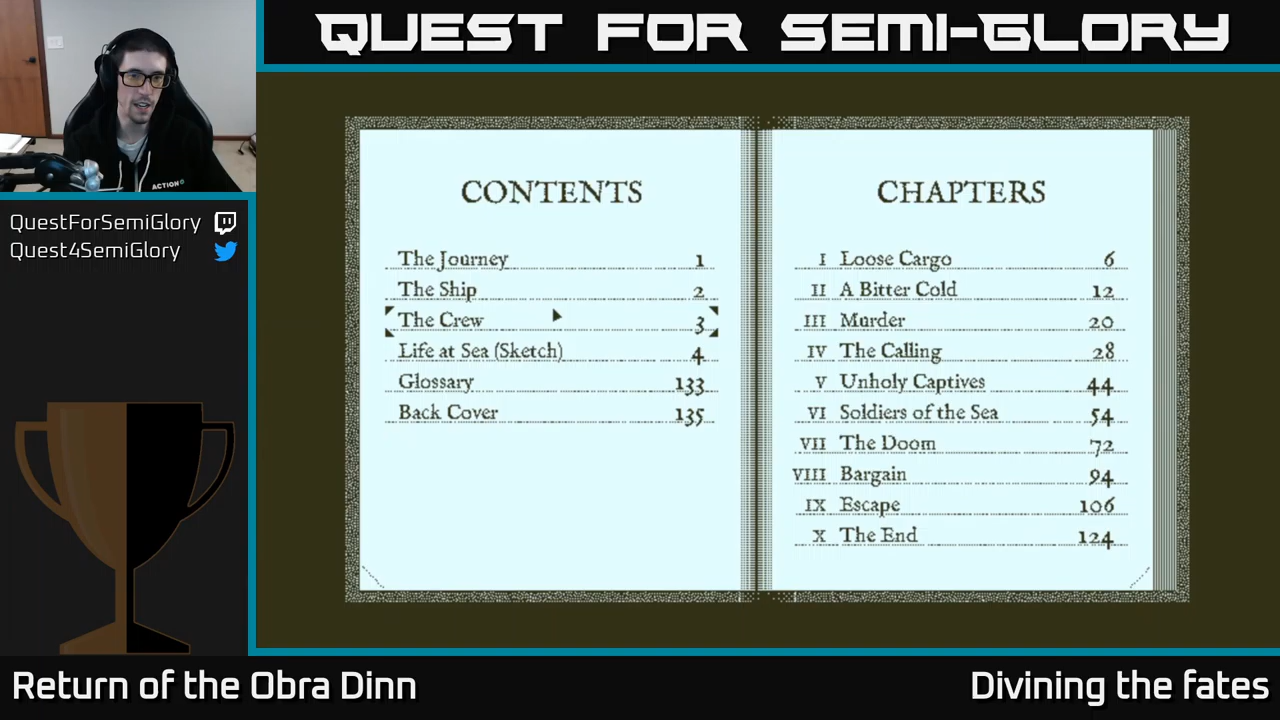 QUEST FOR SEMI-GLORY
ACTION
QuestForSemiGlory
Quest4SemiGlory
CONTENTS
The Journey 1
The Ship 2
The Crew 3
Life at Sea (Sketch) 4
Glossary 133
Back Cover 135
CHAPTERS
I Loose Cargo 6
II A Bitter Cold 12
III Murder 20
IV The Calling 28
V Unholy Captives 44
VI Soldiers of the Sea 54
VII The Doom 72
VIII Bargain 94
IX Escape 106
X The End 124
Return of the Obra Dinn
Divining the fates